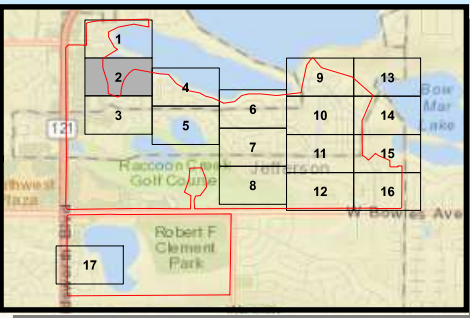 1
2
3
4
5
6
7
8
9
10
11
12
13
14
15
16
17
121
Bow
Mar
Lake
Raccoon Creek
Golf Course
Jefferson
W Bowles Ave
Robert F
Clement
Park